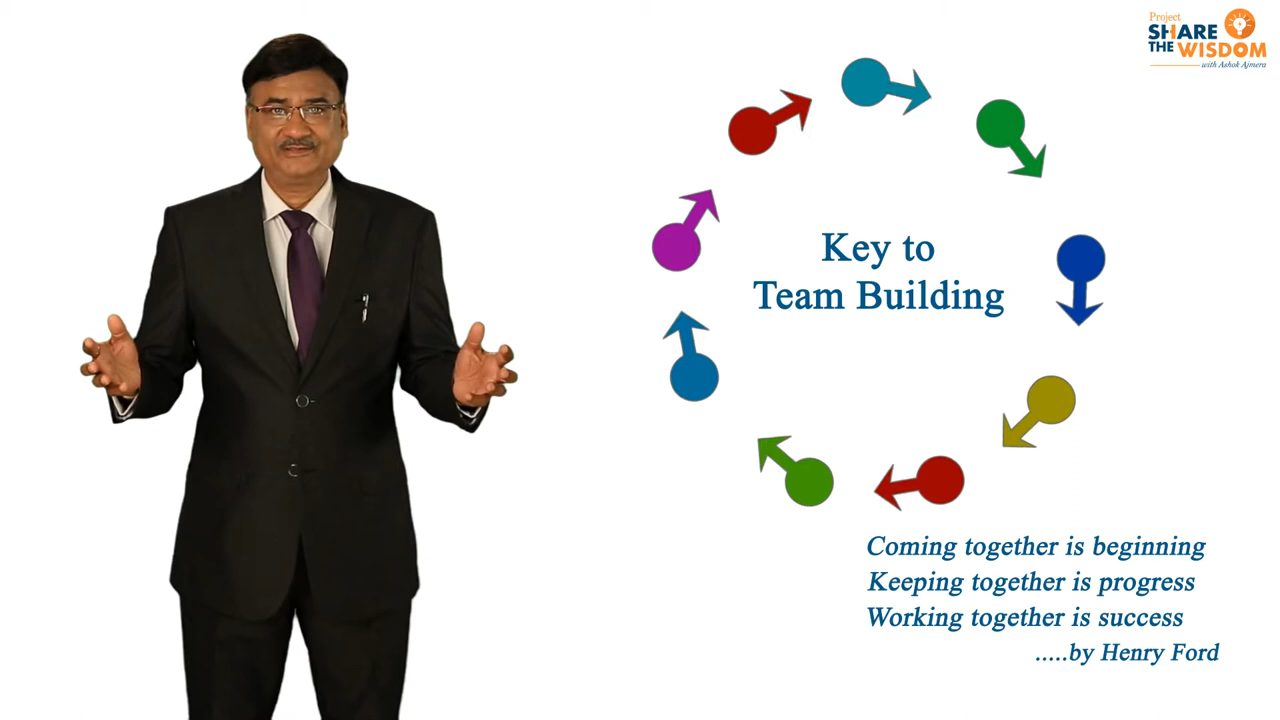 Project
SHARE
THE WISDOM
with Ashok Ajmera
Key to
Team Building
Coming together is beginning
Keeping together is progress
Working together is success
.....by Henry Ford